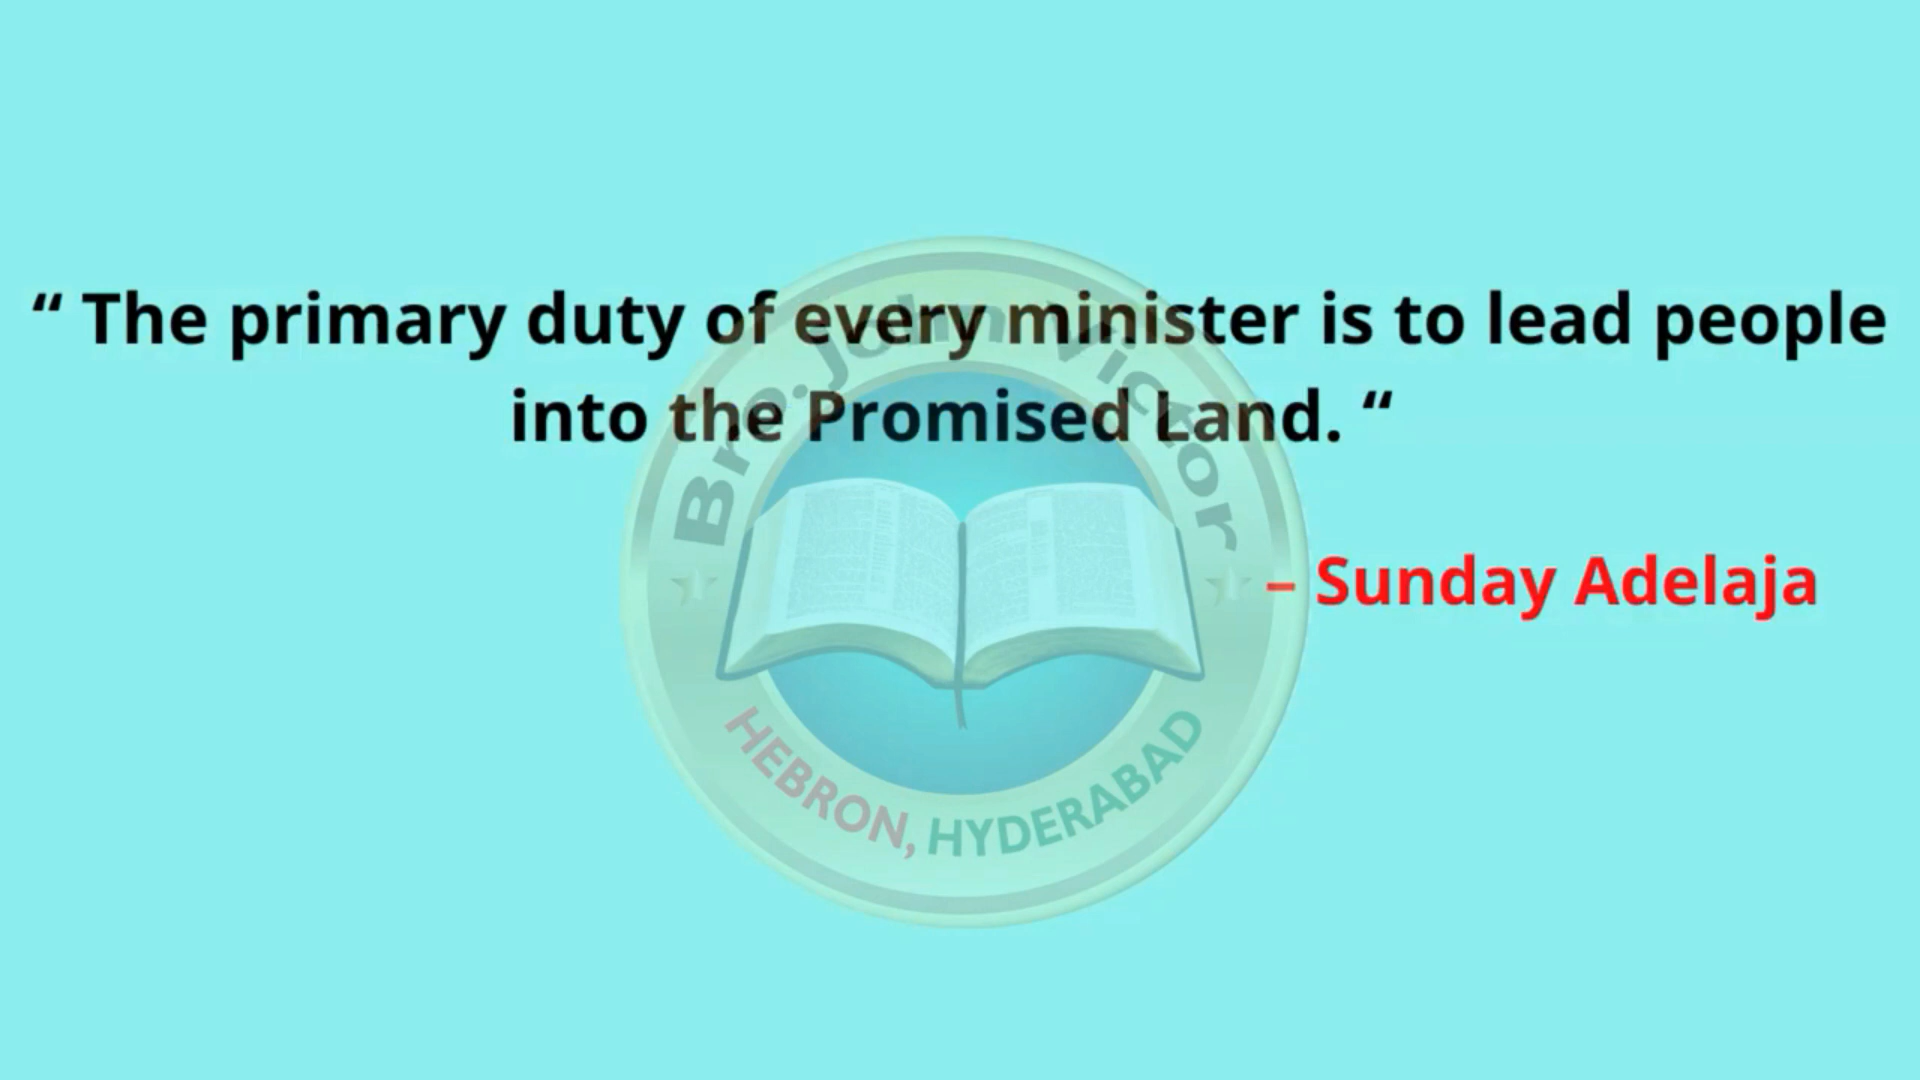 “ The primary duty of every minister is to lead people
into the Promised Land. “
– Sunday Adelaja
Bro. John Victor
HEBRON, HYDERABAD